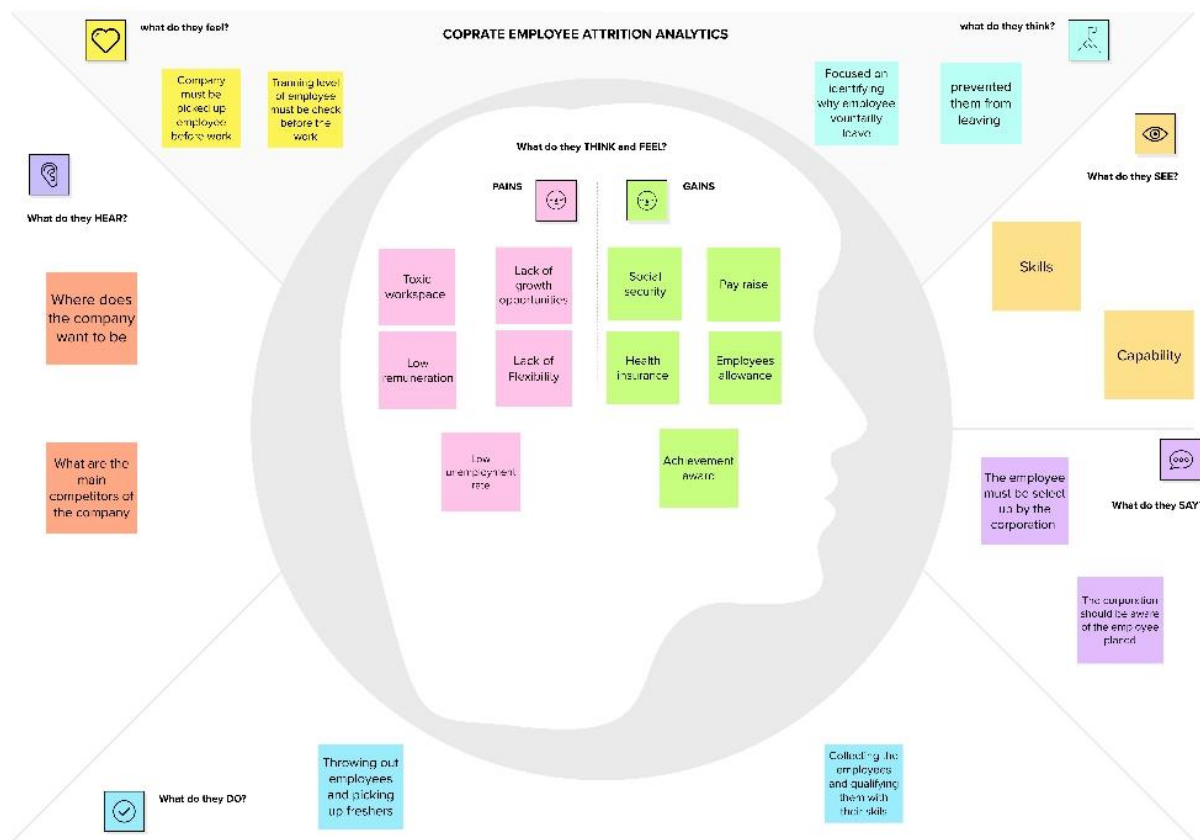 what do they feel?
COPRATE EMPLOYEE ATTRITION ANALYTICS
what do they think?
Company
must be
picked up
employee
before work
Tranning level
of employee
must be check
before the
work
Focused on
identifying
why employee
vountarily
leave
prevented
them from
leaving
What do they THINK and FEEL?
PAINS
GAINS
What do they SEE?
What do they HEAR?
Toxic
workspace
Lack of
growth
opportunities
Social
security
Pay raise
Skills
Where does
the company
want to be
Low
remuneration
Lack of
Flexibility
Health
insurance
Employees
allowance
Capability
Low
unemployment
rate
Achievement
award
What are the
main
competitors of
the company
The employee
must be select
up by the
corporation
What do they SAY?
The corporation
should be aware
of the employee
placed
Throwing out
employees
and picking
up freshers
Collecting the
employees
and qualifying
them with
their skils
What do they DO?